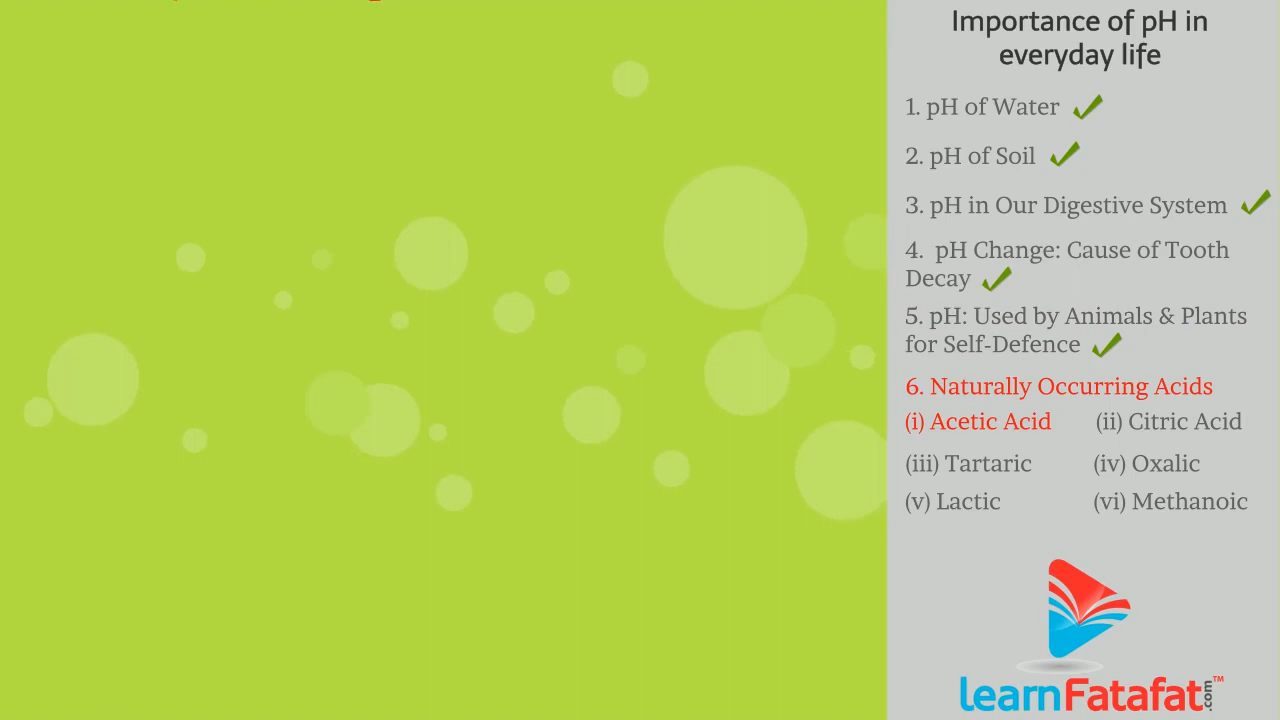 Importance of pH in
everyday life
1. pH of Water
2. pH of Soil
3. pH in Our Digestive System
4. pH Change: Cause of Tooth
Decay
5. pH: Used by Animals & Plants
for Self-Defence
6. Naturally Occurring Acids
(i) Acetic Acid (ii) Citric Acid
(iii) Tartaric (iv) Oxalic
(v) Lactic (vi) Methanoic
learnFatafat.com™